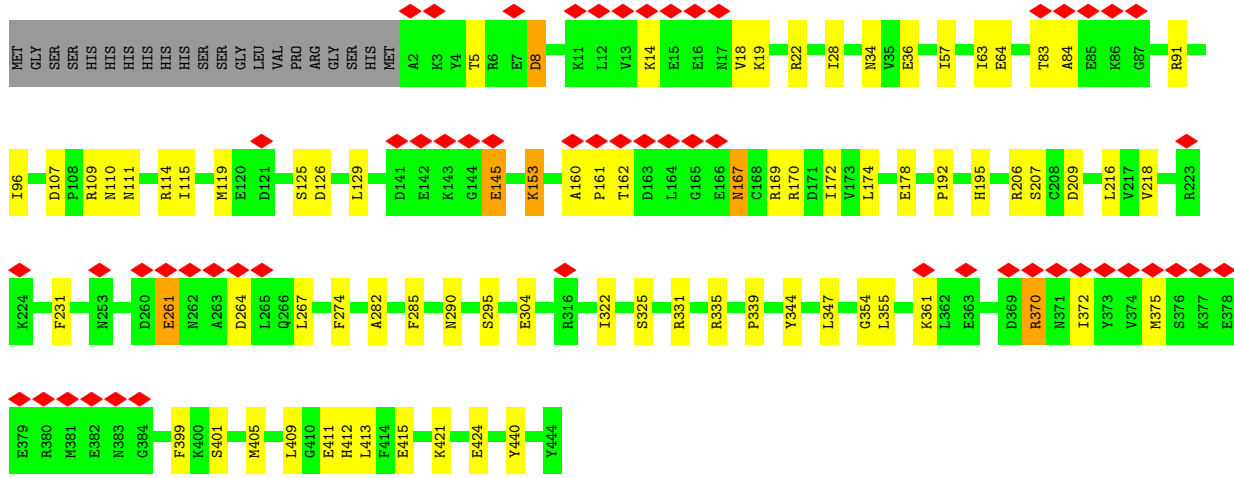 MET GLY SER SER HIS HIS HIS HIS HIS HIS SER SER GLY LEU VAL PRO ARG GLY SER HIS MET A2 K3 Y4 T5 R6 E7 D8 K11 L12 V13 K14 E15 E16 N17 V18 K19 R22 I28 N34 V35 E36 I57 I63 E64 T83 A84 E85 K86 G87 R91
I96 D107 P108 R109 N110 N111 R114 I115 M119 E120 D121 S125 D126 L129 D141 E142 K143 G144 E145 K153 A160 P161 T162 D163 L164 G165 E166 N167 C168 R169 R170 D171 I172 V173 L174 E178 P192 H195 R206 S207 C208 D209 L216 V217 V218 R223
K224 F231 N253 D260 E261 N262 A263 D264 L265 Q266 L267 F274 A282 F285 N290 S295 E304 R316 I322 S325 R331 R335 P339 Y344 L347 G354 L355 K361 L362 E363 D369 R370 N371 I372 Y373 V374 M375 S376 K377 E378
E379 R380 M381 E382 N383 G384 F399 K400 S401 M405 L409 G410 E411 H412 L413 F414 E415 K421 E424 Y440 Y444